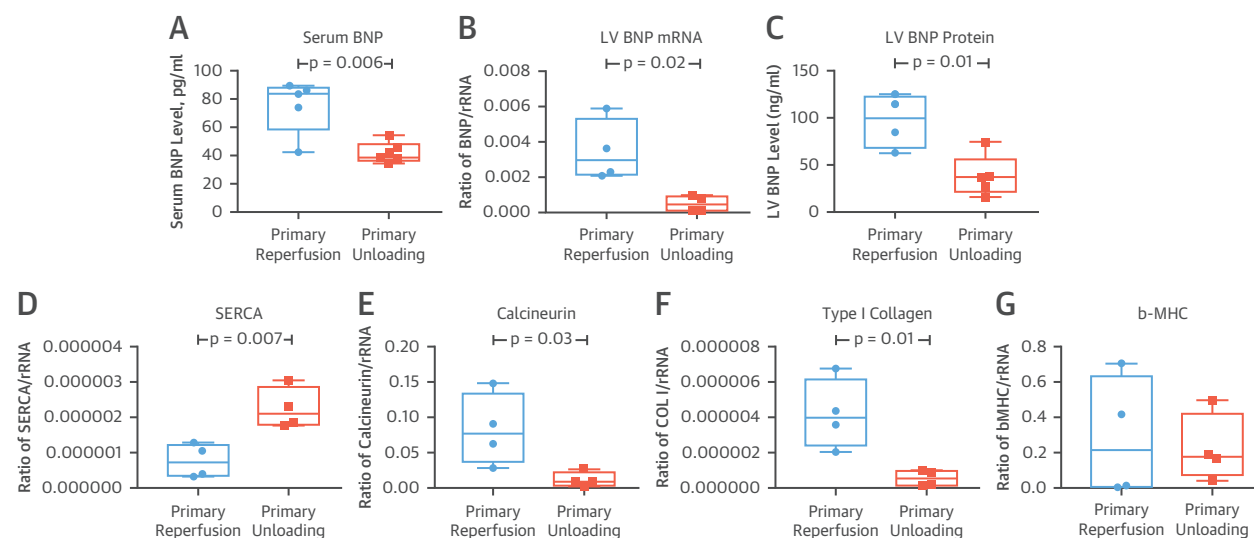 A
Serum BNP
p = 0.006
Serum BNP Level, pg/ml
100
80
60
40
20
0
Primary
Reperfusion
Primary
Unloading
B
LV BNP mRNA
p = 0.02
Ratio of BNP/rRNA
0.006
0.004
0.002
0.000
0.008
Primary
Reperfusion
Primary
Unloading
C
LV BNP Protein
p = 0.01
LV BNP Level (ng/ml)
150
100
50
0
Primary
Reperfusion
Primary
Unloading
D
SERCA
p = 0.007
Ratio of SERCA/rRNA
0.000004
0.000003
0.000002
0.000001
0.000000
Primary
Reperfusion
Primary
Unloading
E
Calcineurin
p = 0.03
Ratio of Calcineurin/rRNA
0.20
0.15
0.10
0.05
0.00
Primary
Reperfusion
Primary
Unloading
F
Type I Collagen
p = 0.01
Ratio of COL I/rRNA
0.000008
0.000006
0.000004
0.000002
0.000000
Primary
Reperfusion
Primary
Unloading
G
b-MHC
Ratio of bMHC/rRNA
0.8
0.6
0.4
0.2
0.0
Primary
Reperfusion
Primary
Unloading